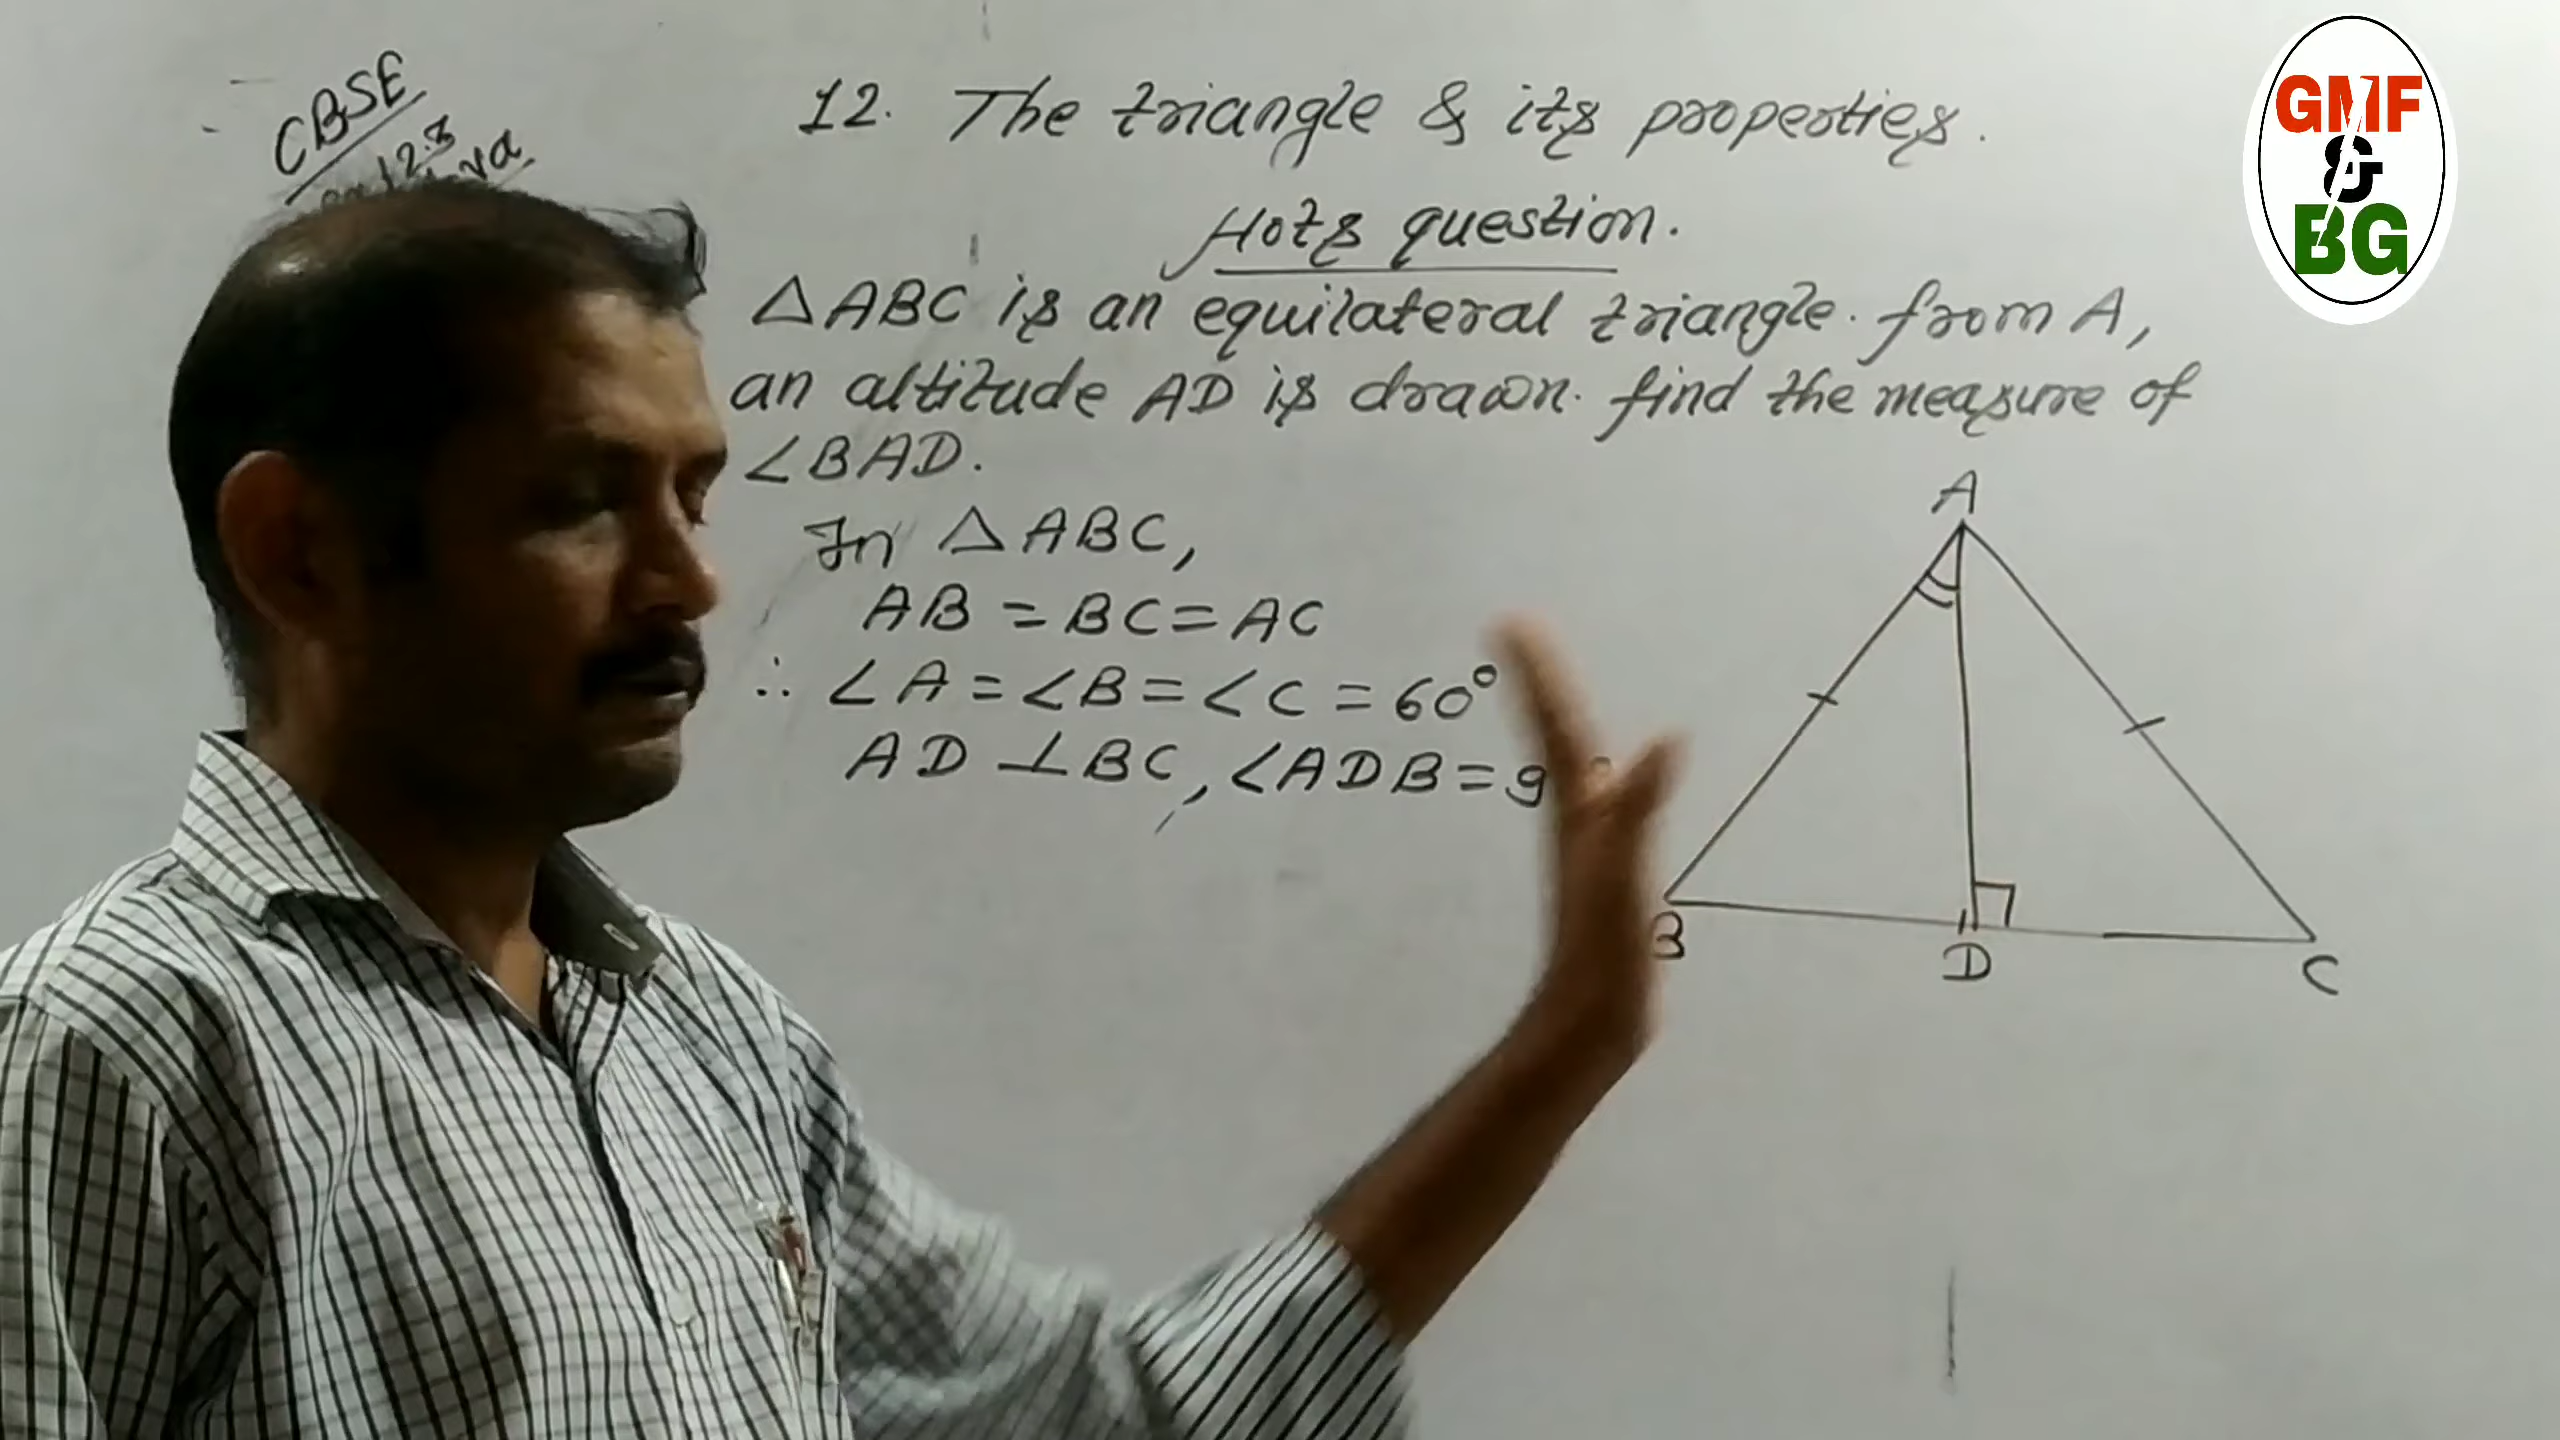 CBSE
12. The triangle & its properties.
Hots question.
△ABC is an equilateral triangle. from A,
an altitude AD is drawn. find the measure of
∠BAD.
In △ABC,
AB = BC = AC
∴ ∠A = ∠B = ∠C = 60°
AD ⊥ BC, ∠ADB = 9
A
B
D
C
GMF
&
BG